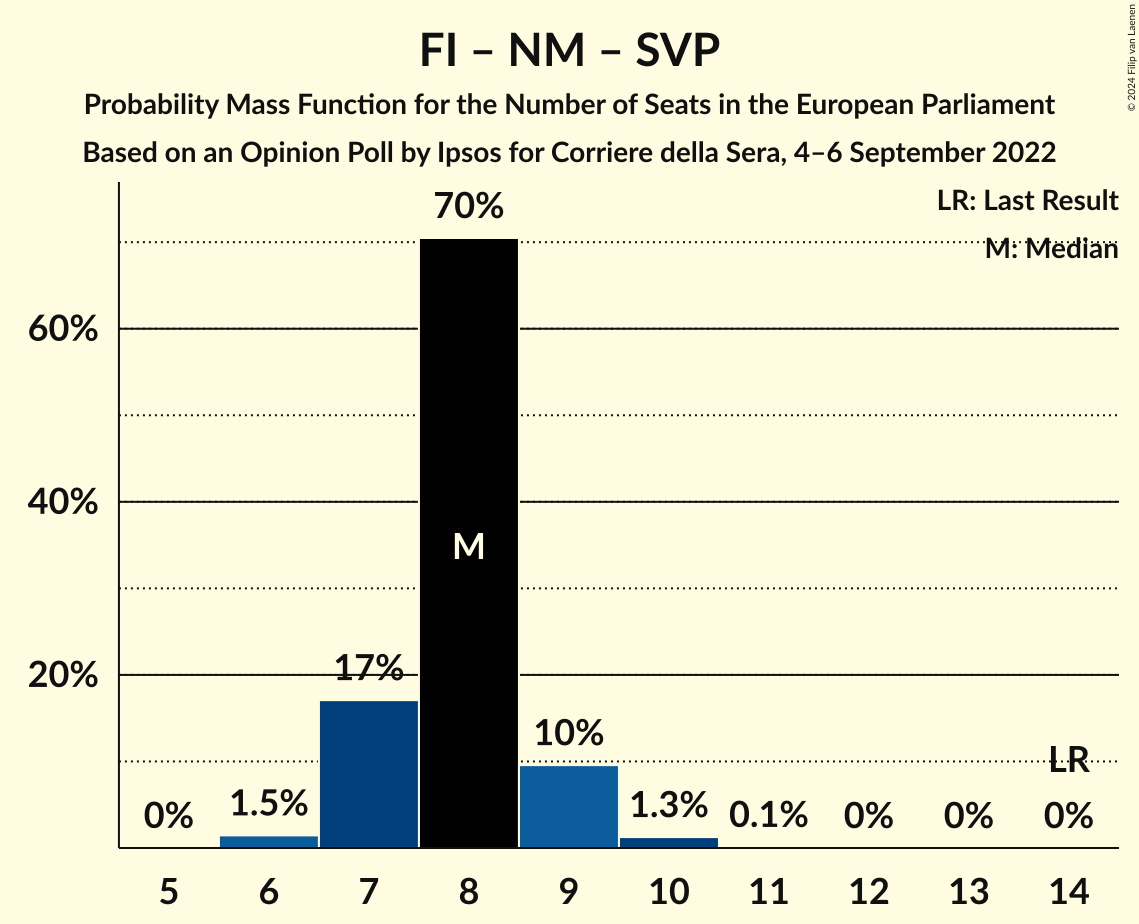 FI – NM – SVP
Probability Mass Function for the Number of Seats in the European Parliament
Based on an Opinion Poll by Ipsos for Corriere della Sera, 4–6 September 2022
© 2024 Filip van Laenen
LR: Last Result
M: Median
70%
60%
40%
M
20%
17%
10%
LR
0%
1.5%
1.3%
0.1%
0%
0%
0%
5
6
7
8
9
10
11
12
13
14